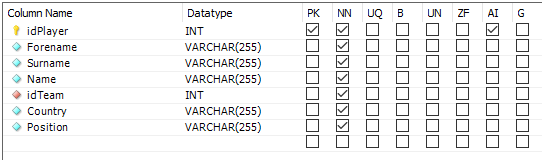 Column Name Datatype PK NN UQ B UN ZF AI G
idPlayer INT
Forename VARCHAR(255)
Surname VARCHAR(255)
Name VARCHAR(255)
idTeam INT
Country VARCHAR(255)
Position VARCHAR(255)